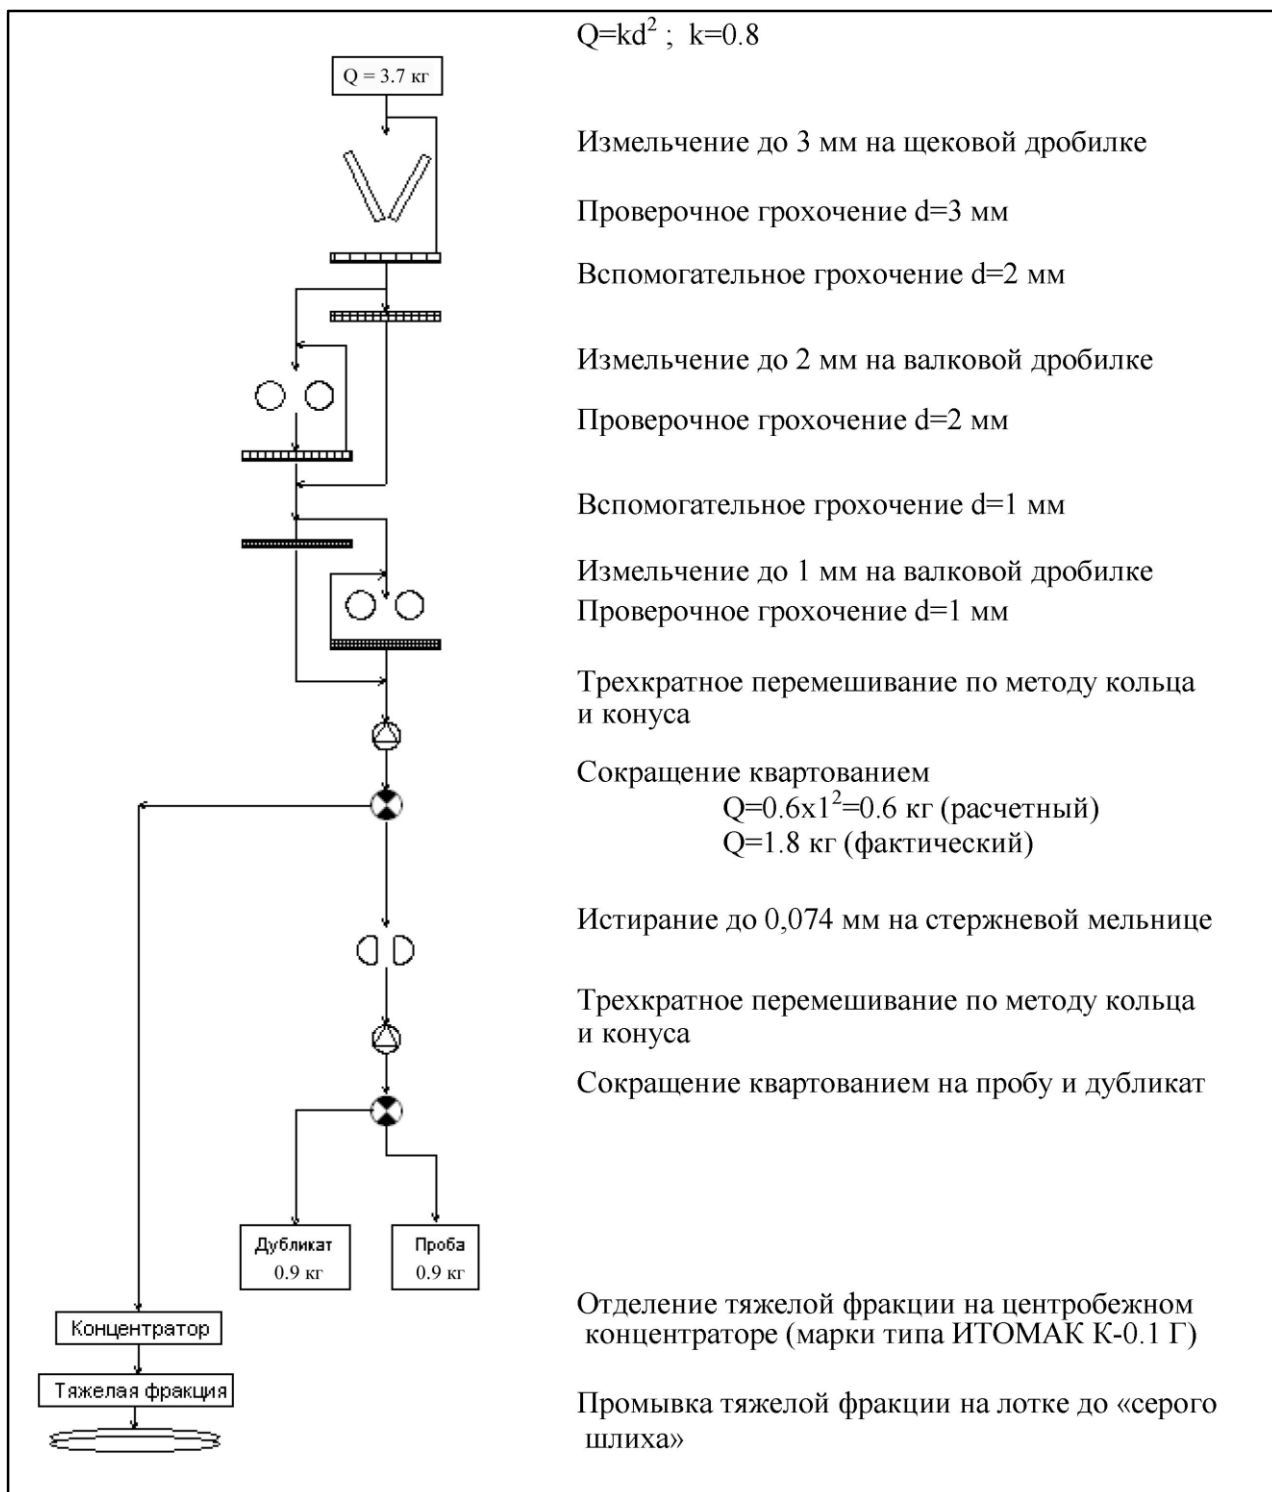 Q=kd² ; k=0.8
Q = 3.7 кг
Измельчение до 3 мм на щековой дробилке
Проверочное грохочение d=3 мм
Вспомогательное грохочение d=2 мм
Измельчение до 2 мм на валковой дробилке
Проверочное грохочение d=2 мм
Вспомогательное грохочение d=1 мм
Измельчение до 1 мм на валковой дробилке
Проверочное грохочение d=1 мм
Трехкратное перемешивание по методу кольца
и конуса
Сокращение квартованием
Q=0.6x1²=0.6 кг (расчетный)
Q=1.8 кг (фактический)
Истирание до 0,074 мм на стержневой мельнице
Трехкратное перемешивание по методу кольца
и конуса
Сокращение квартованием на пробу и дубликат
Дубликат
0.9 кг
Проба
0.9 кг
Отделение тяжелой фракции на центробежном
концентраторе (марки типа ИТОМАК К-0.1 Г)
Концентратор
Тяжелая фракция
Промывка тяжелой фракции на лотке до «серого
шлиха»